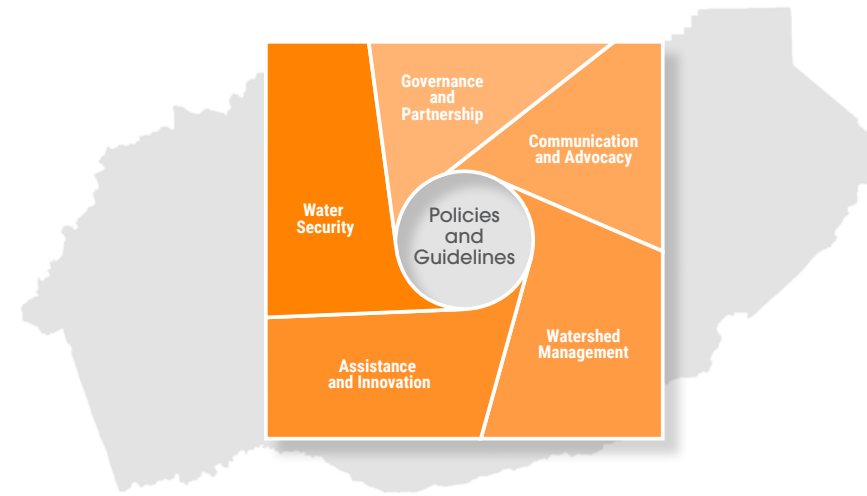 Governance
and
Partnership
Communication
and Advocacy
Water
Security
Policies
and
Guidelines
Watershed
Management
Assistance
and Innovation